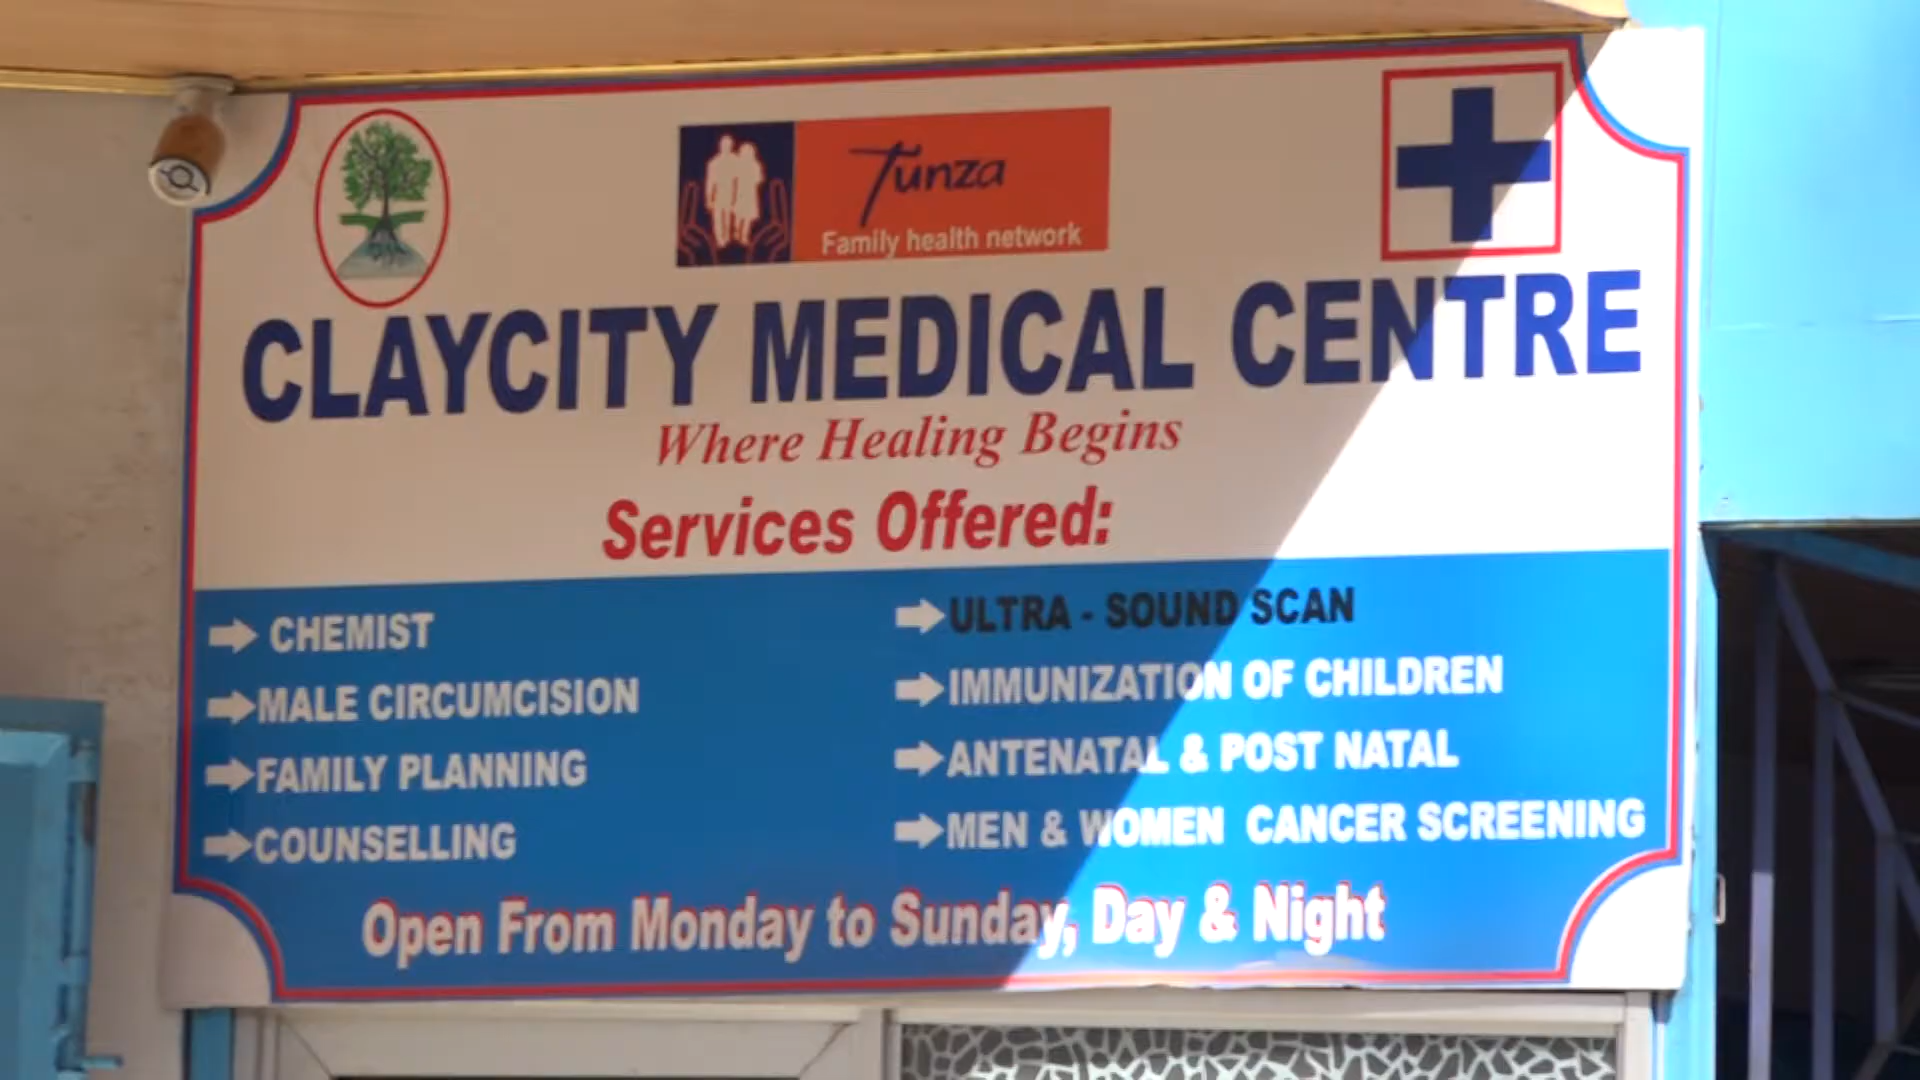 Tunza
Family health network
CLAYCITY MEDICAL CENTRE
Where Healing Begins
Services Offered:
CHEMIST
MALE CIRCUMCISION
FAMILY PLANNING
COUNSELLING
ULTRA - SOUND SCAN
IMMUNIZATION OF CHILDREN
ANTENATAL & POST NATAL
MEN & WOMEN CANCER SCREENING
Open From Monday to Sunday, Day & Night